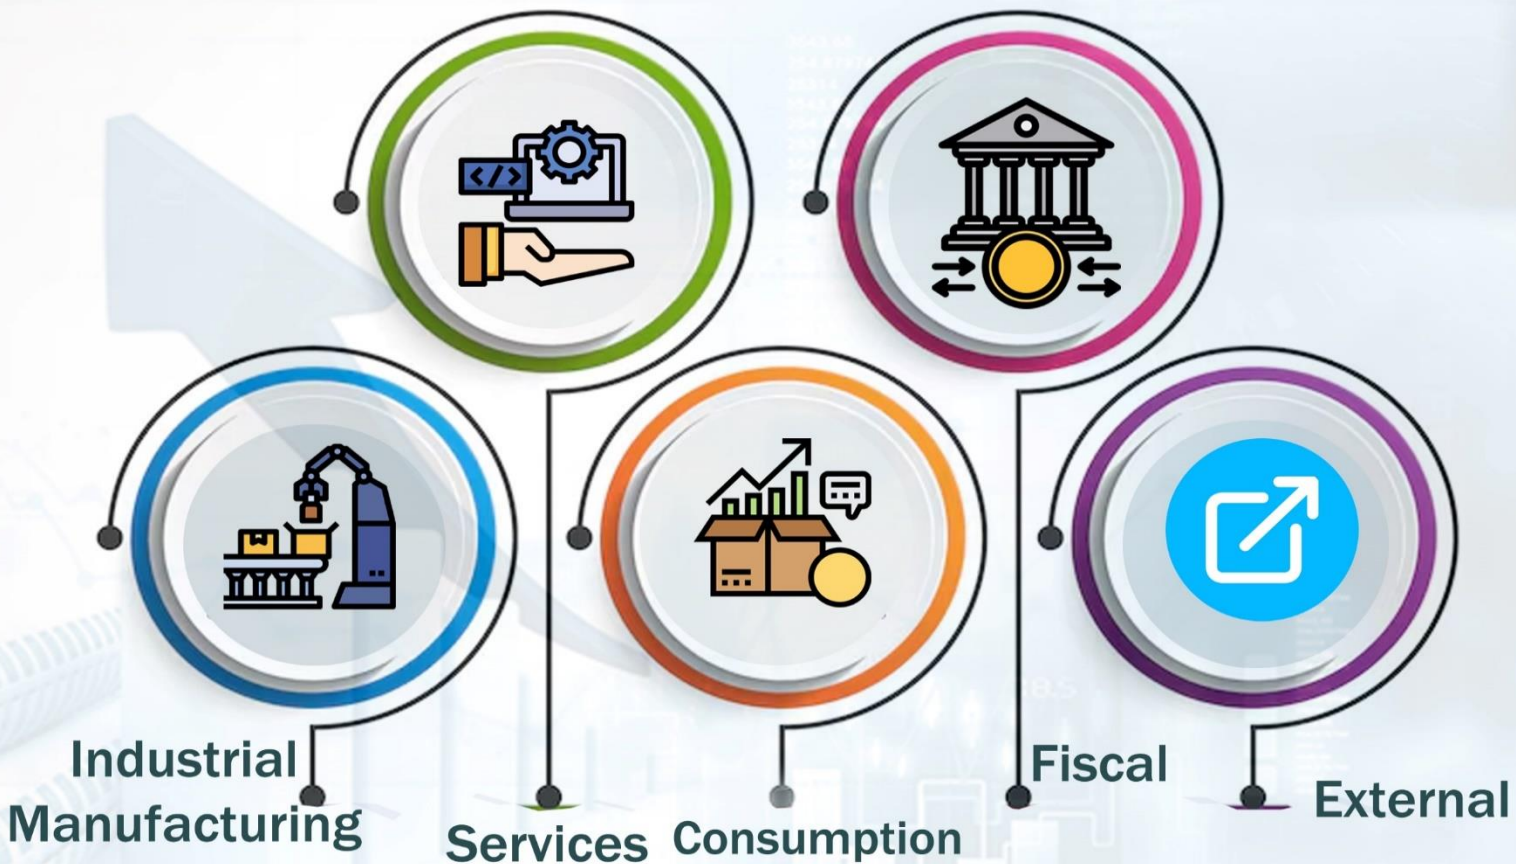 Industrial
Manufacturing
Services
Consumption
Fiscal
External